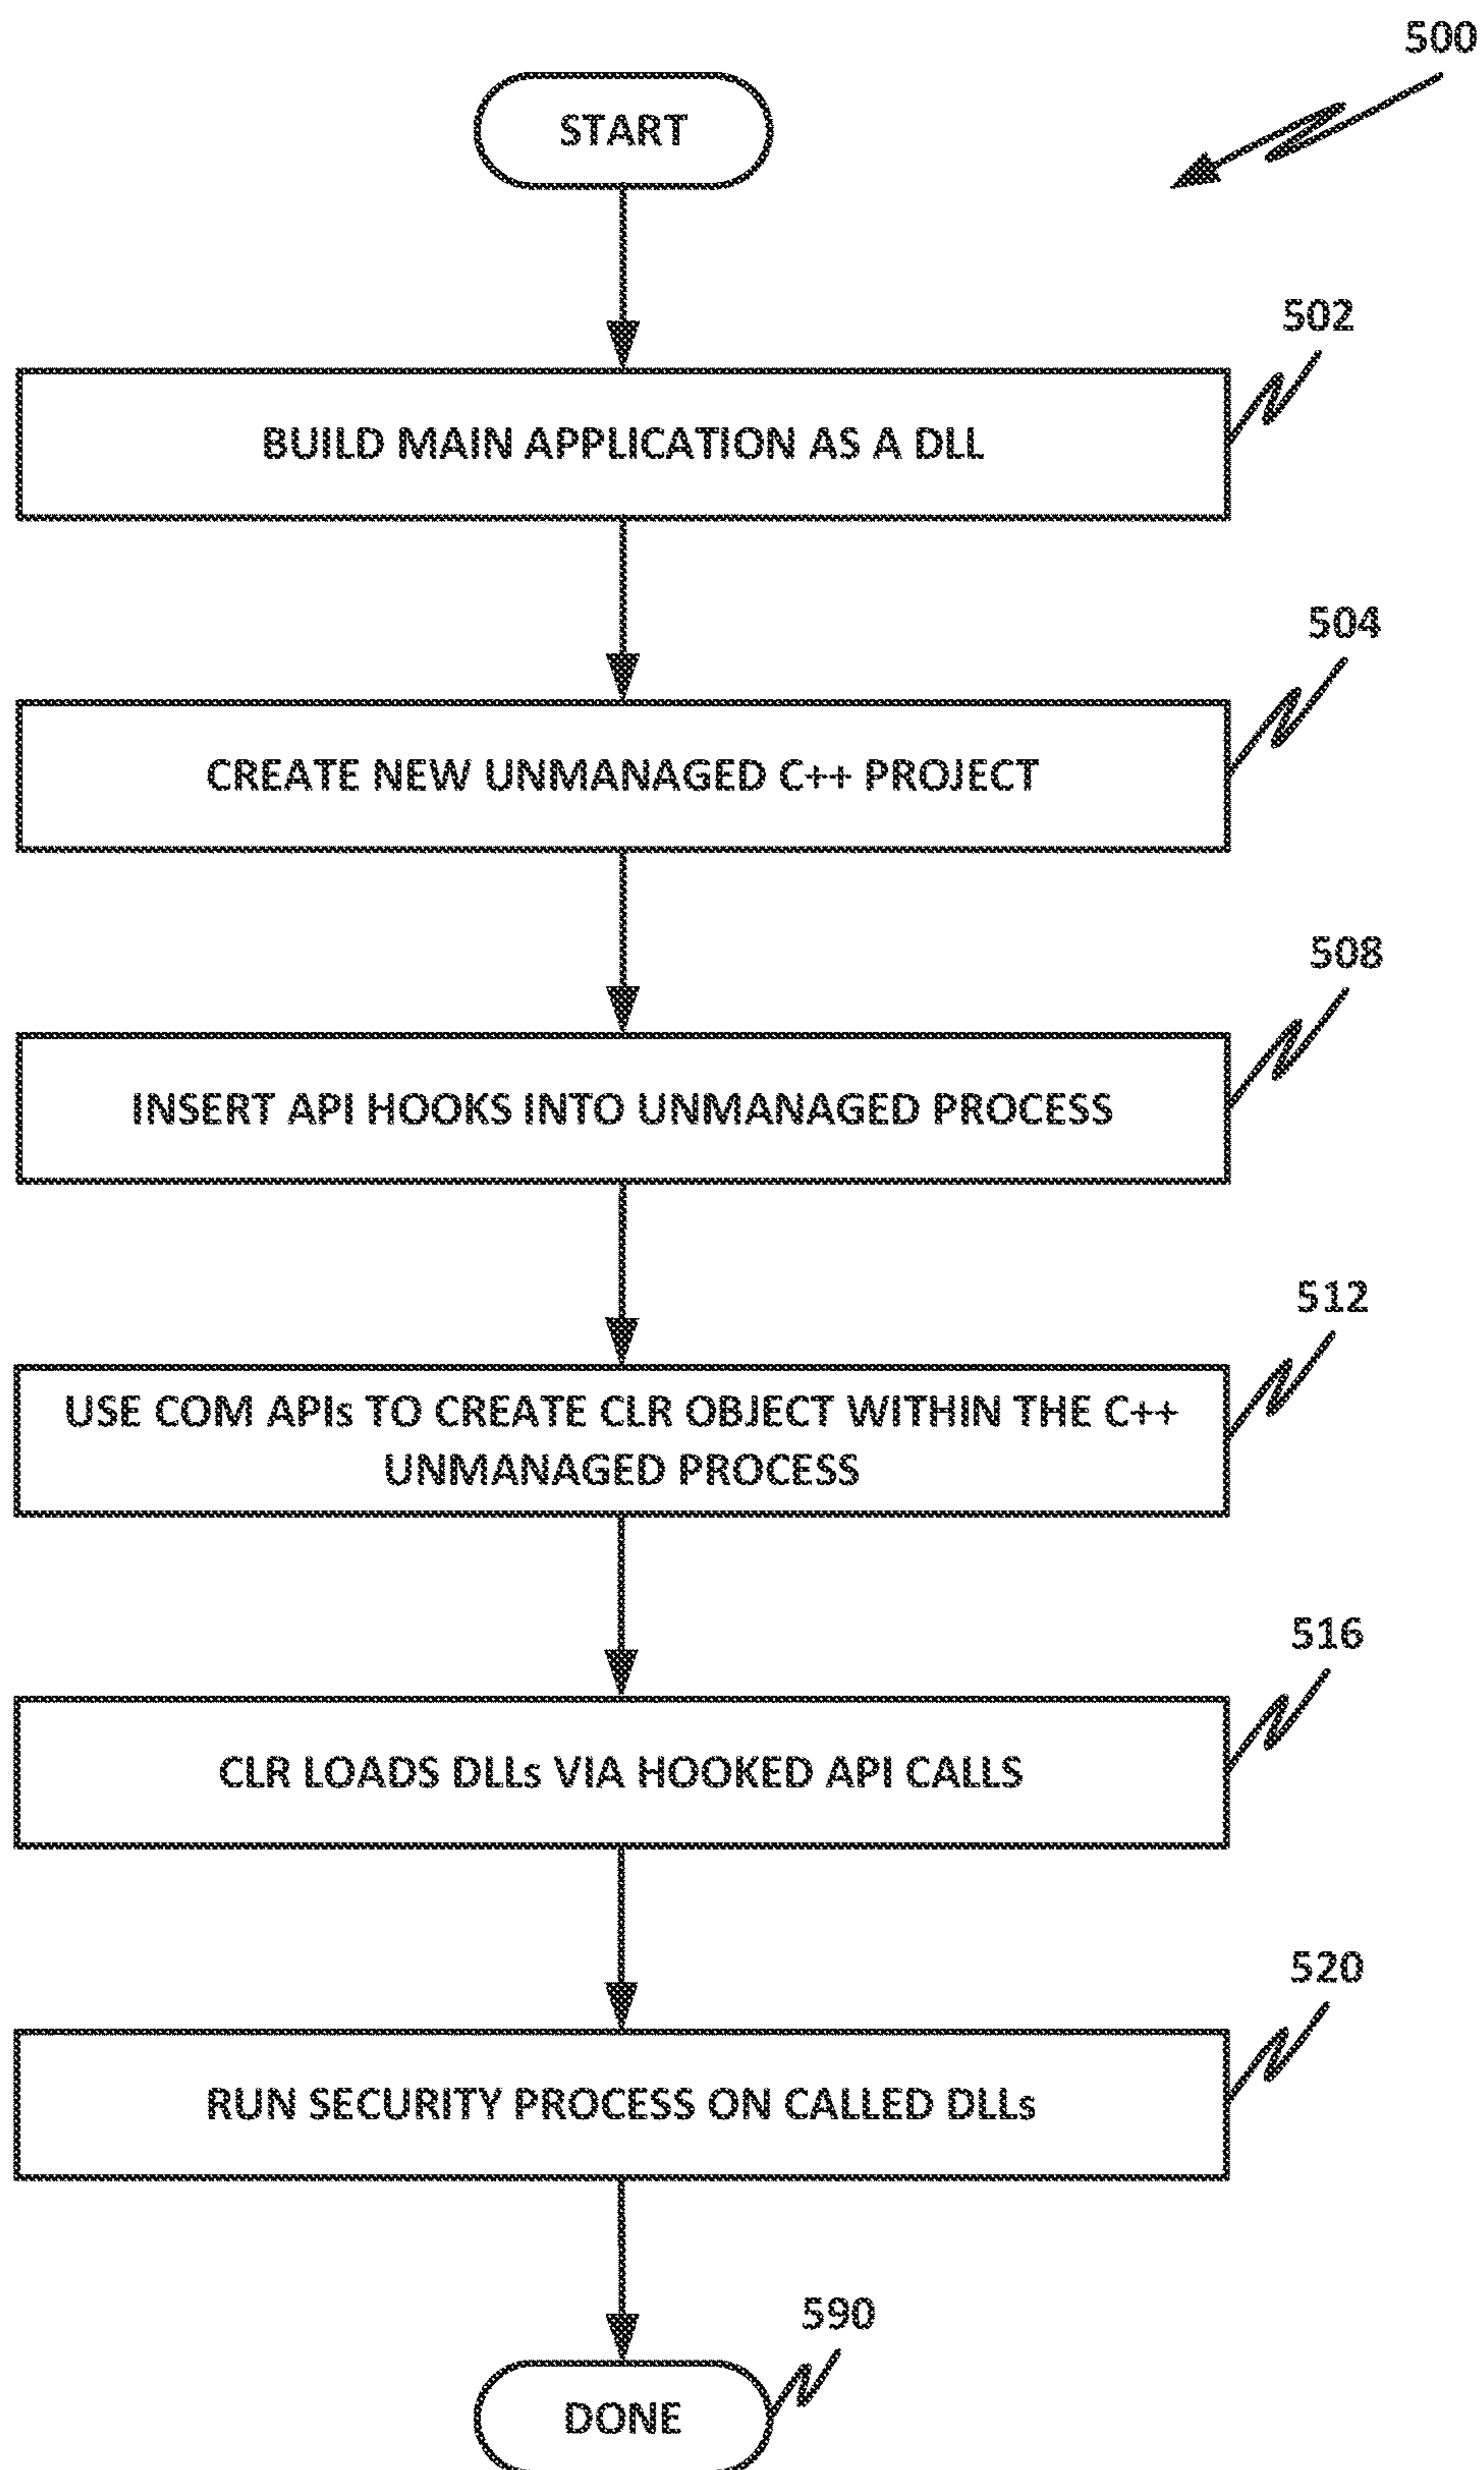 500
START
502
BUILD MAIN APPLICATION AS A DLL
504
CREATE NEW UNMANAGED C++ PROJECT
508
INSERT API HOOKS INTO UNMANAGED PROCESS
512
USE COM APIs TO CREATE CLR OBJECT WITHIN THE C++
UNMANAGED PROCESS
516
CLR LOADS DLLs VIA HOOKED API CALLS
520
RUN SECURITY PROCESS ON CALLED DLLs
590
DONE